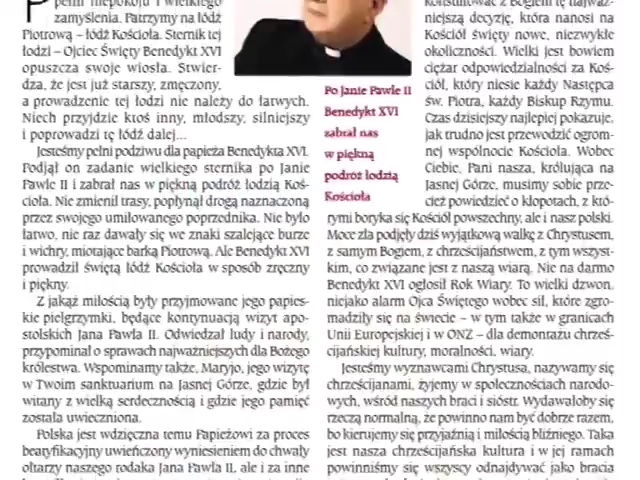 pełni niepokoju i wielkiego
zamyślenia. Patrzymy na łódź
Piotrową – łódź Kościoła. Sternik tej
łodzi – Ojciec Święty Benedykt XVI
opuszcza swoje wiosła. Stwier-
dza, że jest już starszy, zmęczony,
a prowadzenie tej łodzi nie należy do łatwych.
Niech przyjdzie ktoś inny, młodszy, silniejszy
i poprowadzi tę łódź dalej...
Jesteśmy pełni podziwu dla papieża Benedykta XVI.
Podjął on zadanie wielkiego sternika po Janie
Pawle II i zabrał nas w piękną podróż łodzią Koś-
cioła. Nie zmienił trasy, popłynął drogą naznaczoną
przez swojego umiłowanego poprzednika. Nie było
łatwo, nie raz dawały się we znaki szalejące burze
i wichry, miotające barką Piotrową. Ale Benedykt XVI
prowadził świętą łódź Kościoła w sposób zręczny
i piękny.
Z jakąż miłością były przyjmowane jego papies-
kie pielgrzymki, będące kontynuacją wizyt apo-
stolskich Jana Pawła II. Odwiedzał ludy i narody,
przypominał o sprawach najważniejszych dla Bożego
królestwa. Wspominamy także, Maryjo, jego wizytę
w Twoim sanktuarium na Jasnej Górze, gdzie był
witany z wielką serdecznością i gdzie jego pamięć
została uwieczniona.
Polska jest wdzięczna temu Papieżowi za proces
beatyfikacyjny uwieńczony wyniesieniem do chwały
ołtarzy naszego rodaka Jana Pawła II, ale i za inne
Po Janie Pawle II
Benedykt XVI
zabrał nas
w piękną
podróż łodzią
Kościoła
konsultować z Bogiem tę najważ-
niejszą decyzję, która nanosi na
Kościół święty nowe, niezwykłe
okoliczności. Wielki jest bowiem
ciężar odpowiedzialności za Koś-
ciół, który niesie każdy Następca
św. Piotra, każdy Biskup Rzymu.
Czas dzisiejszy najlepiej pokazuje,
jak trudno jest przewodzić ogrom-
nej wspólnocie Kościoła. Wobec
Ciebie, Pani nasza, królująca na
Jasnej Górze, musimy sobie prze-
cież powiedzieć o kłopotach, z któ-
rymi boryka się Kościół powszechny, ale i nasz polski.
Moce zła podjęły dziś wyjątkową walkę z Chrystusem,
z samym Bogiem, z chrześcijaństwem, z tym wszyst-
kim, co związane jest z naszą wiarą. Nie na darmo
Benedykt XVI ogłosił Rok Wiary. To wielki dzwon,
niejako alarm Ojca Świętego wobec sił, które zgro-
madziły się na świecie – w tym także w granicach
Unii Europejskiej i w ONZ – dla demontażu chrześ-
cijańskiej kultury, moralności, wiary.
Jesteśmy wyznawcami Chrystusa, nazywamy się
chrześcijanami, żyjemy w społecznościach narodo-
wych, wśród naszych braci i sióstr. Wydawałoby się
rzeczą normalną, że powinno nam być dobrze razem,
bo kierujemy się przyjaźnią i miłością bliźniego. Taka
jest nasza chrześcijańska kultura i w jej ramach
powinniśmy się wszyscy odnajdywać jako bracia